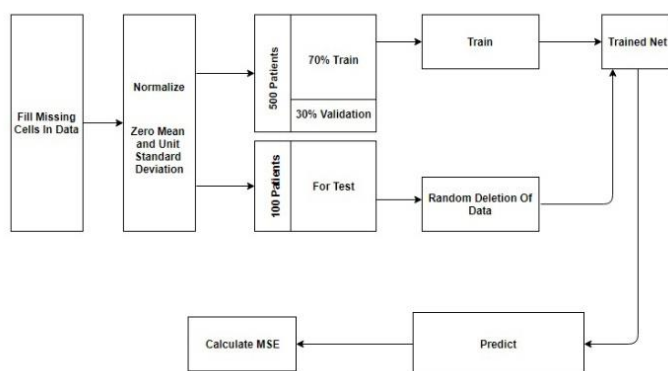 Fill Missing
Cells In Data
Normalize
Zero Mean
and Unit
Standard
Deviation
500 Patients
70% Train
30% Validation
100 Patients
For Test
Train
Trained Net
Random Deletion Of
Data
Calculate MSE
Predict